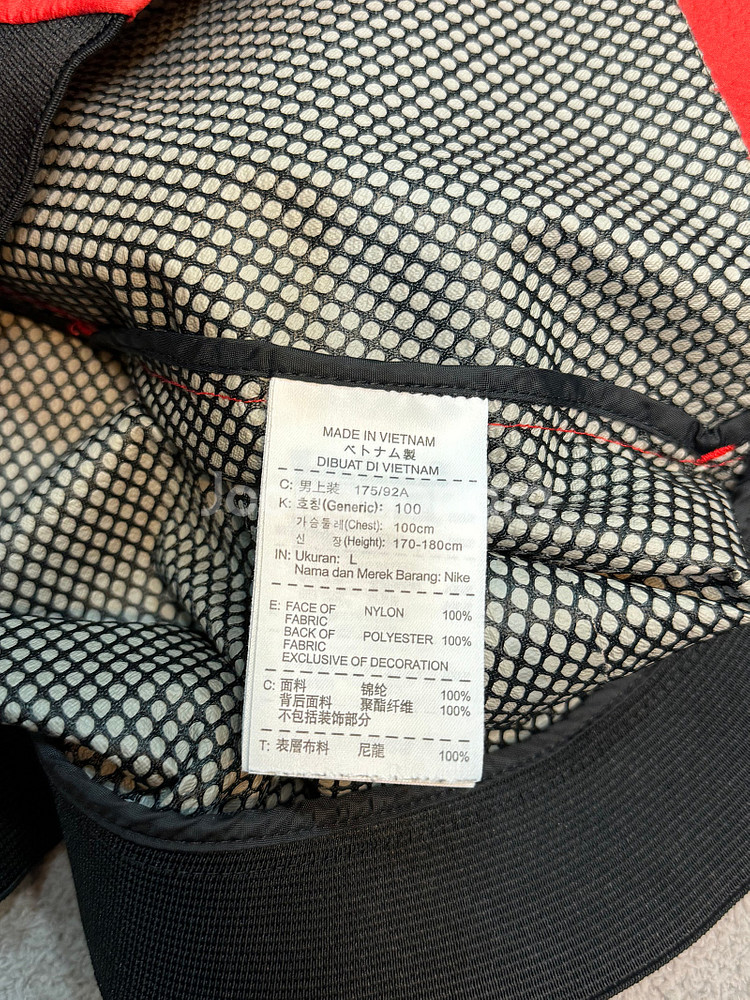 MADE IN VIETNAM
ベトナム製
DIBUAT DI VIETNAM
C: 男上装 175/92A
K: 호칭(Generic): 100
가슴둘레(Chest): 100cm
신 장(Height): 170-180cm
IN: Ukuran: L
Nama dan Merek Barang: Nike
E: FACE OF FABRIC NYLON 100%
BACK OF FABRIC POLYESTER 100%
EXCLUSIVE OF DECORATION
C: 面料 锦纶 100%
背后面料 聚酯纤维 100%
不包括装饰部分
T: 表層布料 尼龍 100%